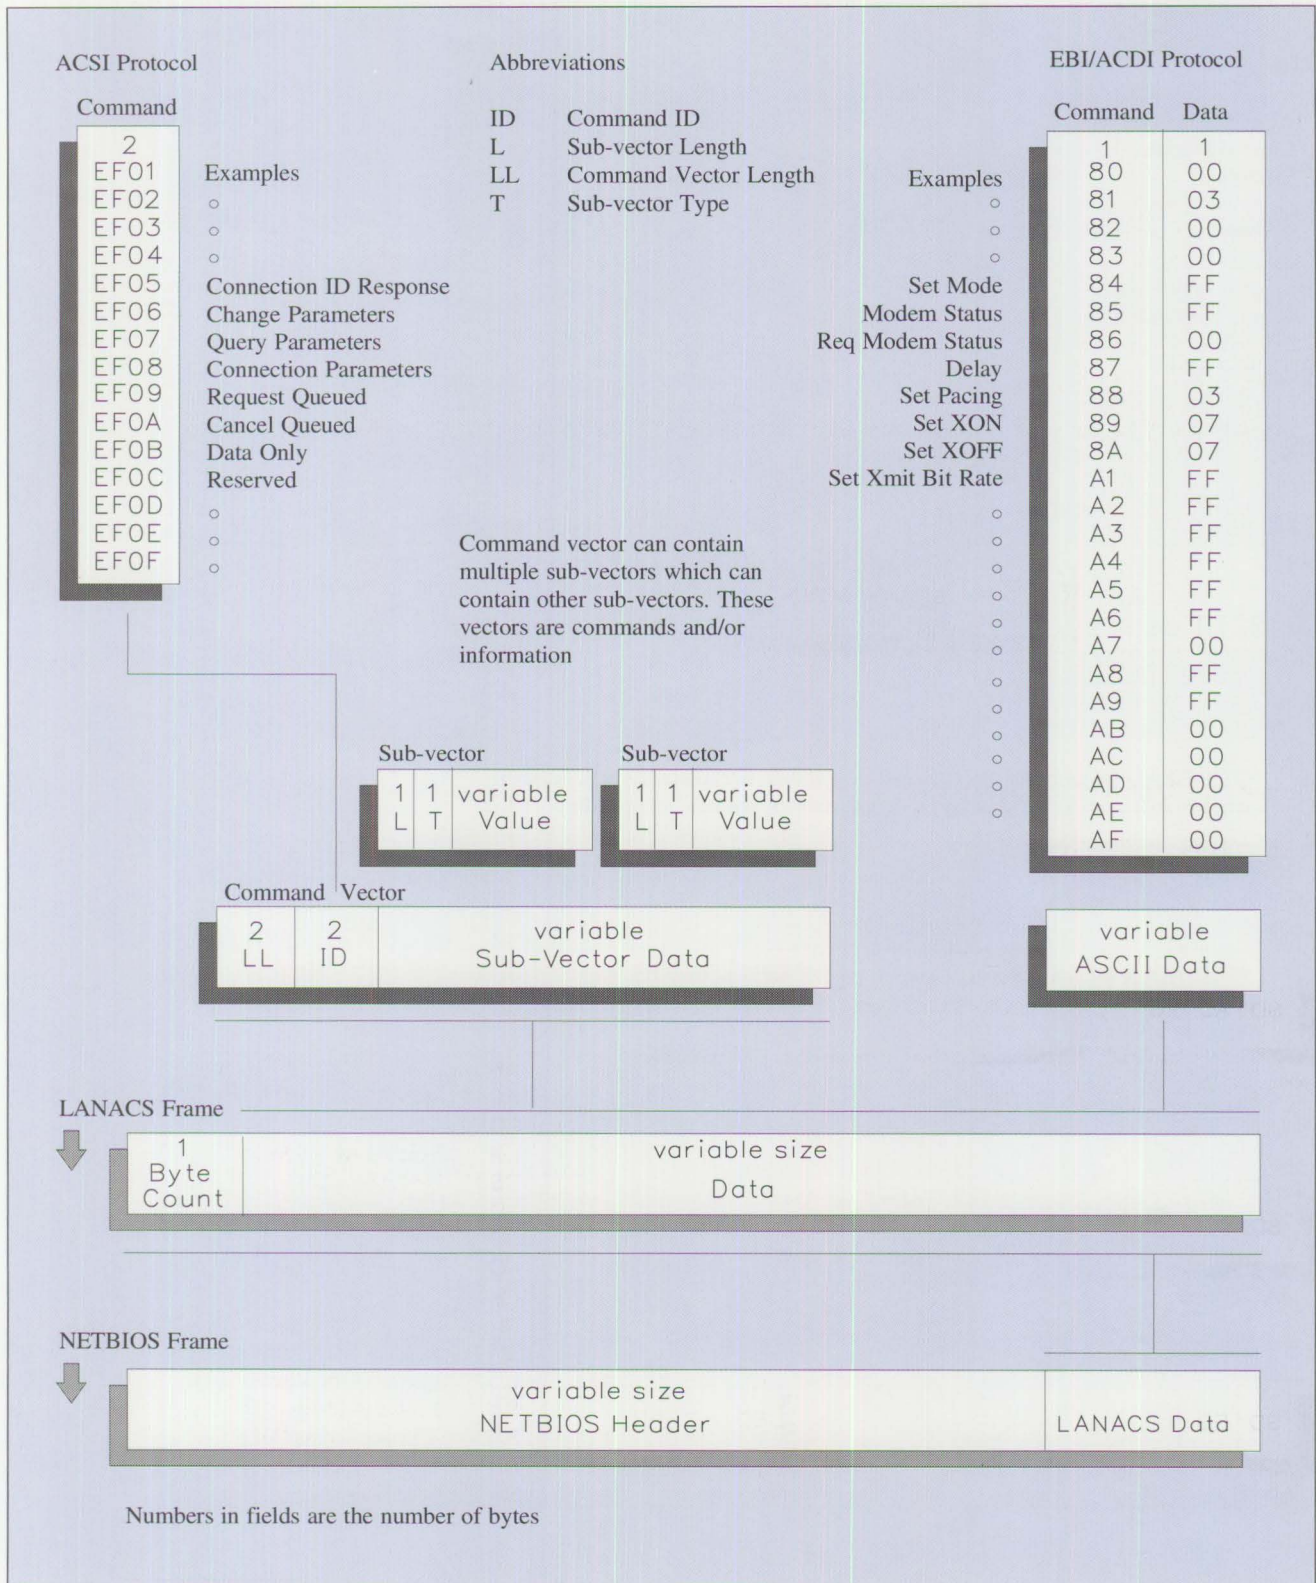 ACSI Protocol
Command
2
EF01 Examples
EF02 ○
EF03 ○
EF04 ○
EF05 Connection ID Response
EF06 Change Parameters
EF07 Query Parameters
EF08 Connection Parameters
EF09 Request Queued
EF0A Cancel Queued
EF0B Data Only
EF0C Reserved
EF0D ○
EF0E ○
EF0F ○
Abbreviations
ID Command ID
L Sub-vector Length
LL Command Vector Length
T Sub-vector Type
EBI/ACDI Protocol
Command Data
1 1
Examples 80 00
○ 81 03
○ 82 00
○ 83 00
Set Mode 84 FF
Modem Status 85 FF
Req Modem Status 86 00
Delay 87 FF
Set Pacing 88 03
Set XON 89 07
Set XOFF 8A 07
Set Xmit Bit Rate A1 FF
○ A2 FF
○ A3 FF
○ A4 FF
○ A5 FF
○ A6 FF
○ A7 00
○ A8 FF
○ A9 FF
○ AB 00
○ AC 00
○ AD 00
○ AE 00
AF 00
Command vector can contain
multiple sub-vectors which can
contain other sub-vectors. These
vectors are commands and/or
information
Sub-vector Sub-vector
1 1 variable 1 1 variable
L T Value L T Value
Command Vector
2 2 variable
LL ID Sub-Vector Data
variable
ASCII Data
LANACS Frame
1 variable size
Byte
Count Data
NETBIOS Frame
variable size
NETBIOS Header LANACS Data
Numbers in fields are the number of bytes